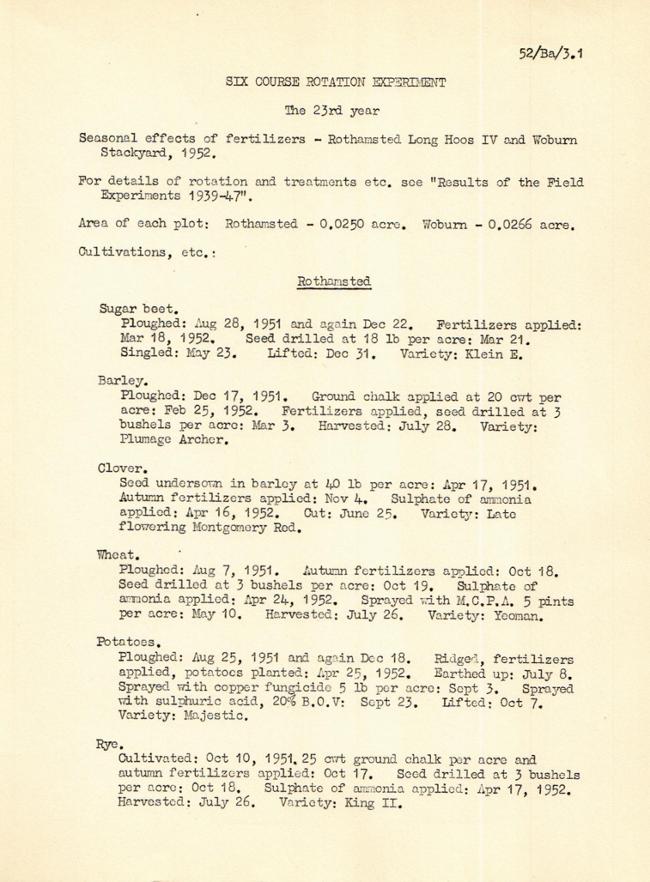 52/Ba/3.1
SIX COURSE ROTATION EXPERIMENT
The 23rd year
Seasonal effects of fertilizers - Rothamsted Long Hoos IV and Woburn
Stackyard, 1952.
For details of rotation and treatments etc. see "Results of the Field
Experiments 1939-47".
Area of each plot: Rothamsted - 0.0250 acre. Woburn - 0.0266 acre.
Cultivations, etc.:
Rothamsted
Sugar beet.
Ploughed: Aug 28, 1951 and again Dec 22. Fertilizers applied:
Mar 18, 1952. Seed drilled at 18 lb per acre: Mar 21.
Singled: May 23. Lifted: Dec 31. Variety: Klein E.
Barley.
Ploughed: Dec 17, 1951. Ground chalk applied at 20 cwt per
acre: Feb 25, 1952. Fertilizers applied, seed drilled at 3
bushels per acre: Mar 3. Harvested: July 28. Variety:
Plumage Archer.
Clover.
Seed undersown in barley at 40 lb per acre: Apr 17, 1951.
Autumn fertilizers applied: Nov 4. Sulphate of ammonia
applied: Apr 16, 1952. Cut: June 25. Variety: Late
flowering Montgomery Red.
Wheat.
Ploughed: Aug 7, 1951. Autumn fertilizers applied: Oct 18.
Seed drilled at 3 bushels per acre: Oct 19. Sulphate of
ammonia applied: Apr 24, 1952. Sprayed with M.C.P.A. 5 pints
per acre: May 10. Harvested: July 26. Variety: Yeoman.
Potatoes.
Ploughed: Aug 25, 1951 and again Dec 18. Ridged, fertilizers
applied, potatoes planted: Apr 25, 1952. Earthed up: July 8.
Sprayed with copper fungicide 5 lb per acre: Sept 3. Sprayed
with sulphuric acid, 20% B.O.V: Sept 23. Lifted: Oct 7.
Variety: Majestic.
Rye.
Cultivated: Oct 10, 1951. 25 cwt ground chalk per acre and
autumn fertilizers applied: Oct 17. Seed drilled at 3 bushels
per acre: Oct 18. Sulphate of ammonia applied: Apr 17, 1952.
Harvested: July 26. Variety: King II.